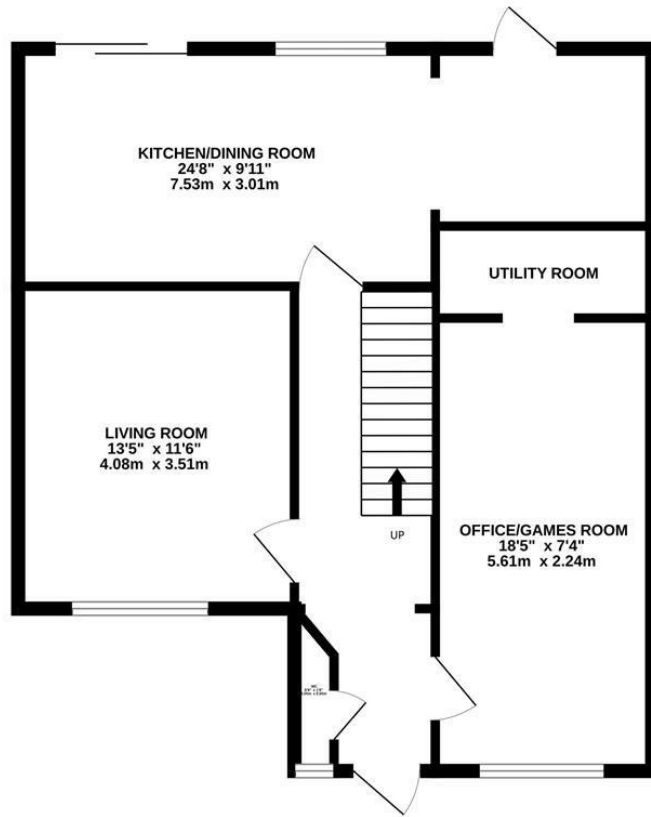 KITCHEN/DINING ROOM
24'8" x 9'11"
7.53m x 3.01m
UTILITY ROOM
LIVING ROOM
13'5" x 11'6"
4.08m x 3.51m
OFFICE/GAMES ROOM
18'5" x 7'4"
5.61m x 2.24m
UP